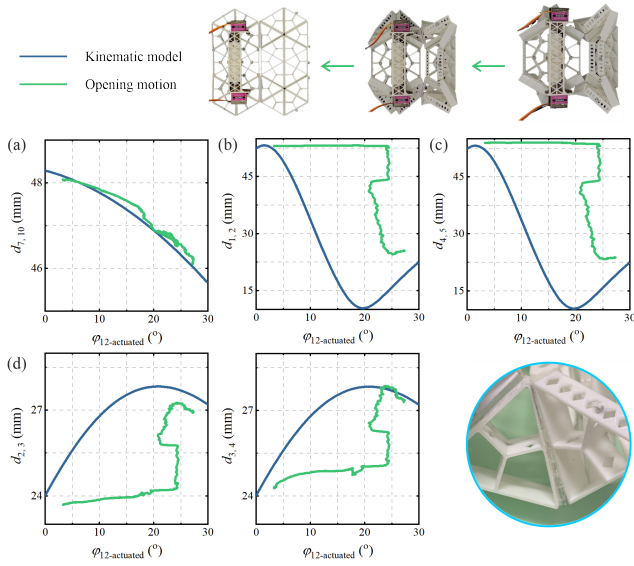 Kinematic model
Opening motion
(a)
48
46
d7, 10 (mm)
0 10 20 30
φ12-actuated (°)
(b)
45
30
15
d1, 2 (mm)
0 10 20 30
φ12-actuated (°)
(c)
45
30
15
d4, 5 (mm)
0 10 20 30
φ12-actuated (°)
(d)
27
24
d2, 3 (mm)
0 10 20 30
φ12-actuated (°)
27
24
d3, 4 (mm)
0 10 20 30
φ12-actuated (°)